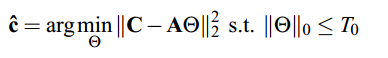 ĉ = arg min_Θ ‖C − AΘ‖₂² s.t. ‖Θ‖₀ ≤ T₀